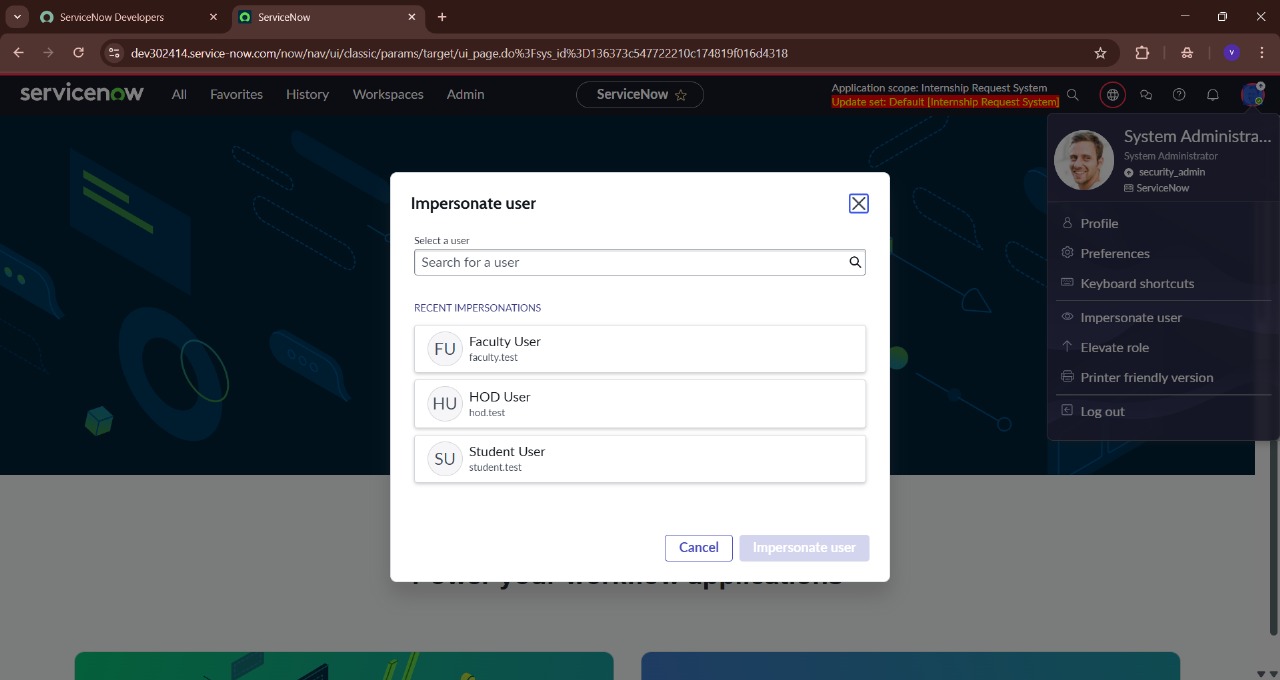 ServiceNow Developers
ServiceNow
dev302414.service-now.com/now/nav/ui/classic/params/target/ui_page.do%3Fsys_id%3D136373c547722210c174819f016d4318
V
servicenow
All
Favorites
History
Workspaces
Admin
ServiceNow
Application scope: Internship Request System
Update set: Default [Internship Request System]
System Administra...
System Administrator
security_admin
ServiceNow
Profile
Preferences
Keyboard shortcuts
Impersonate user
Elevate role
Printer friendly version
Log out
Impersonate user
Select a user
Search for a user
RECENT IMPERSONATIONS
FU
Faculty User
faculty.test
HU
HOD User
hod.test
SU
Student User
student.test
Cancel
Impersonate user
Power your workflow applications